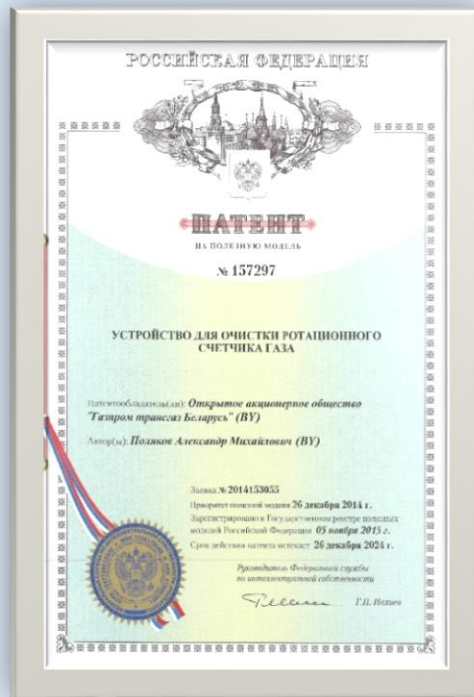 РОССИЙСКАЯ ФЕДЕРАЦИЯ
ПАТЕНТ
НА ПОЛЕЗНУЮ МОДЕЛЬ
№ 157297
УСТРОЙСТВО ДЛЯ ОЧИСТКИ РОТАЦИОННОГО
СЧЕТЧИКА ГАЗА
Патентообладатель(ли): Открытое акционерное общество
"Газпром трансгаз Беларусь" (BY)
Автор(ы): Поляков Александр Михайлович (BY)
Заявка № 2014153055
Приоритет полезной модели 26 декабря 2014 г.
Зарегистрировано в Государственном реестре полезных
моделей Российской Федерации 05 ноября 2015 г.
Срок действия патента истекает 26 декабря 2024 г.
Руководитель Федеральной службы
по интеллектуальной собственности
Г.П. Ивлиев